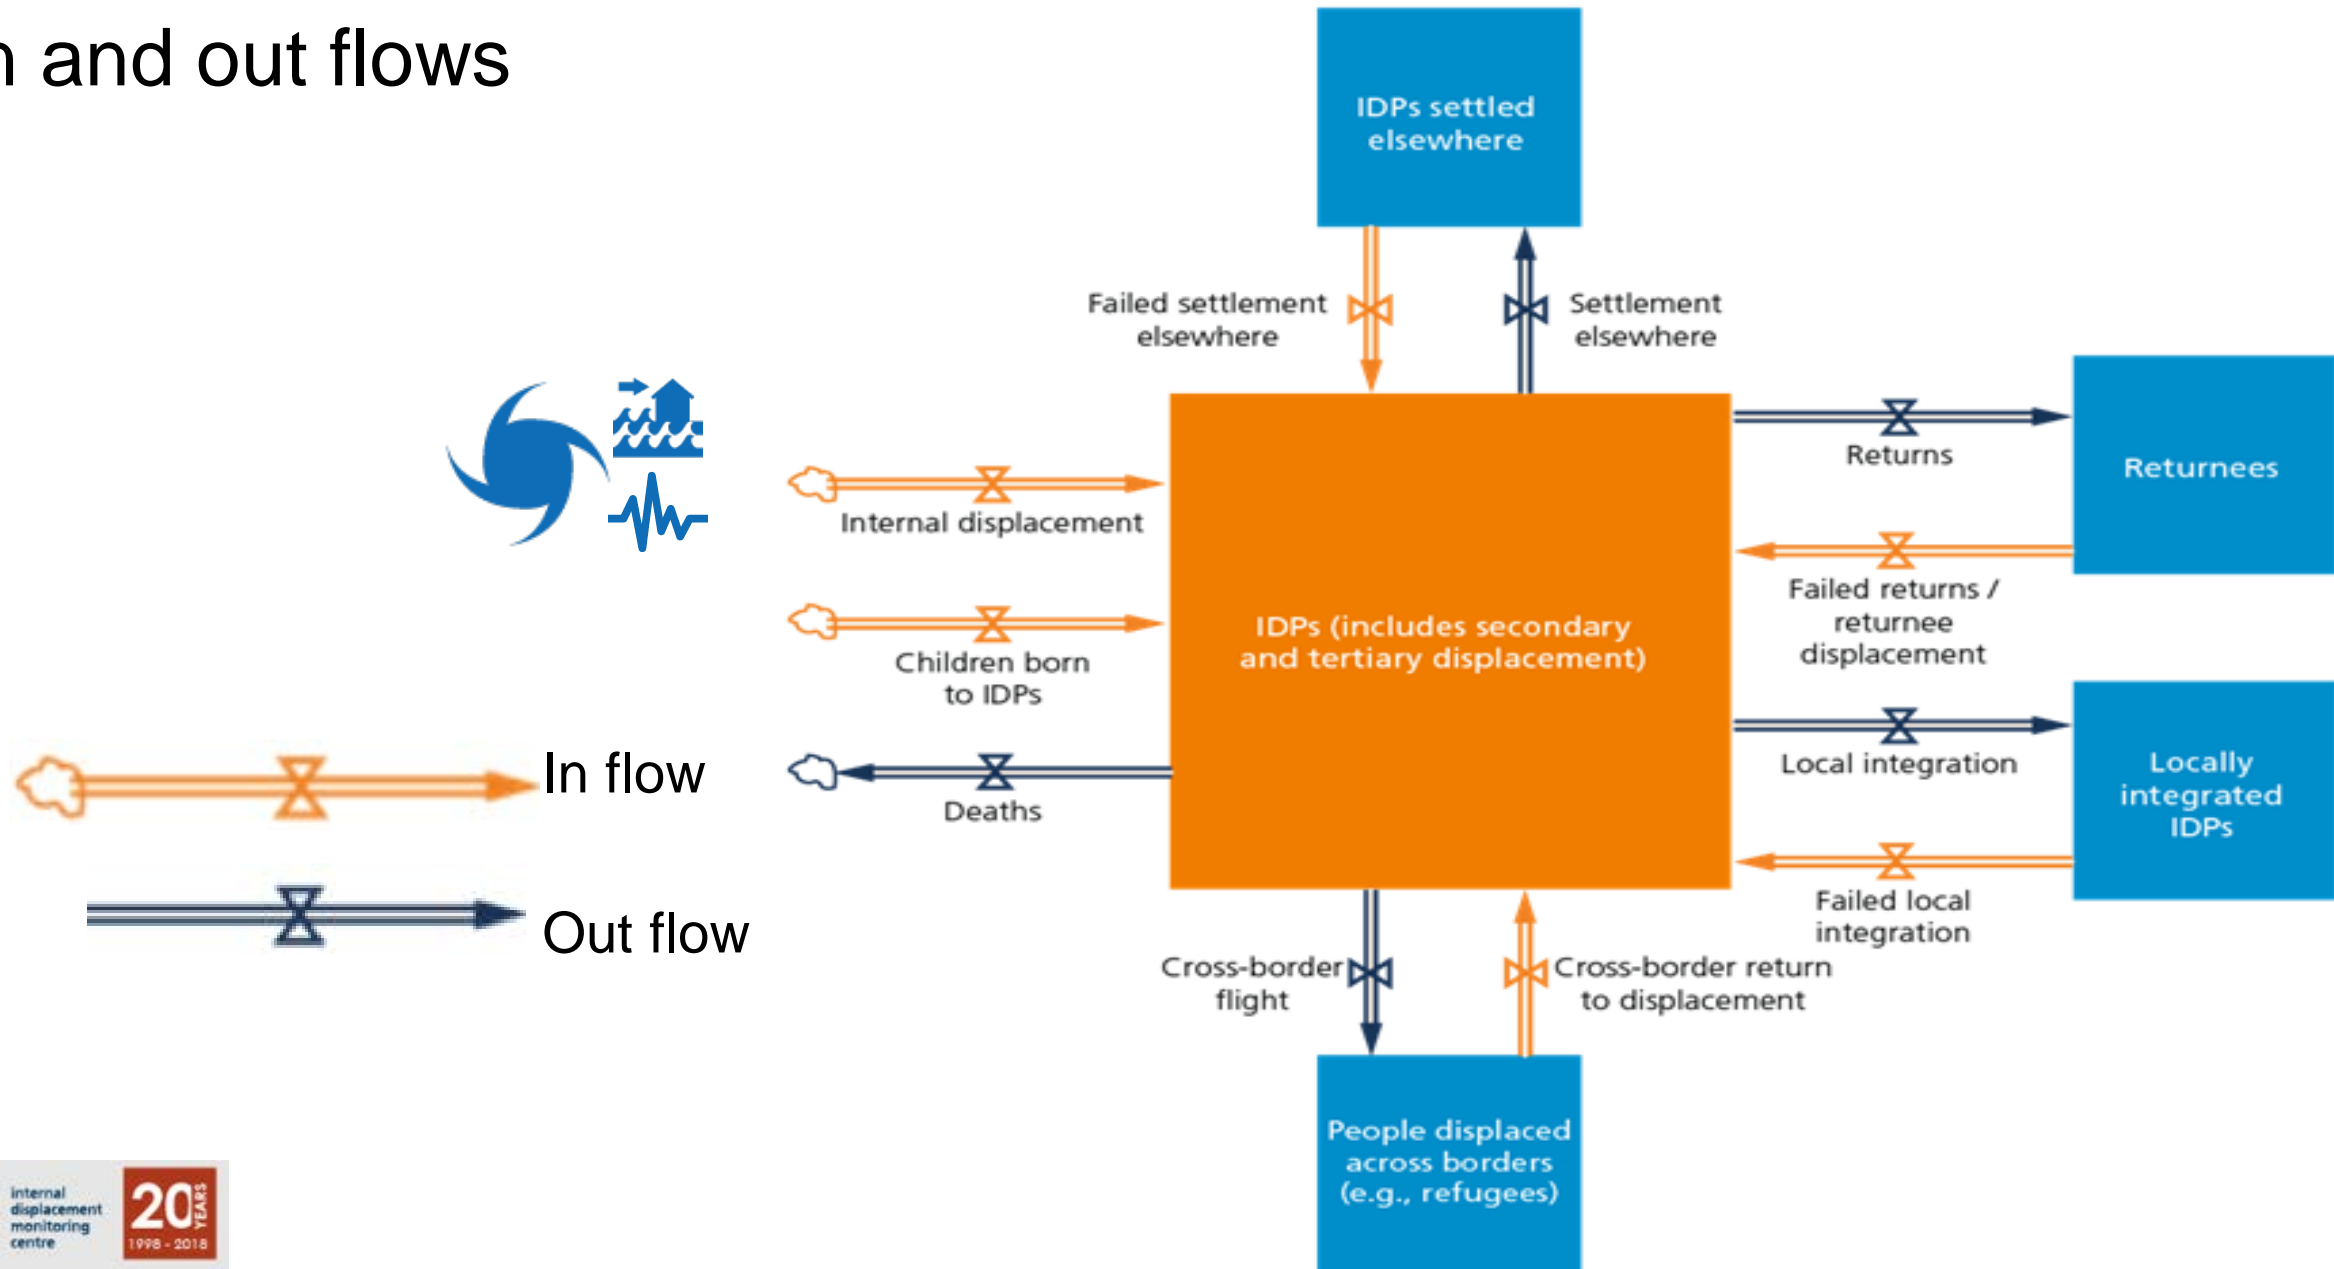 n and out flows
IDPs settled
elsewhere
Failed settlement
elsewhere
Settlement
elsewhere
Returns
Returnees
Internal displacement
Failed returns /
returnee
displacement
IDPs (includes secondary
and tertiary displacement)
Children born
to IDPs
In flow
Deaths
Local integration
Locally
integrated
IDPs
Out flow
Failed local
integration
Cross-border
flight
Cross-border return
to displacement
People displaced
across borders
(e.g., refugees)
internal
displacement
monitoring
centre
20 YEARS
1998 - 2018